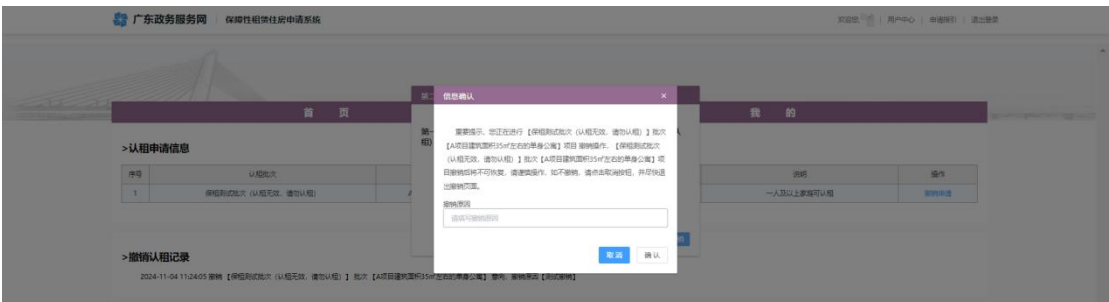 广东政务服务网 保障性租赁住房申请系统
欢迎您 | 用户中心 | 申请指引 | 退出登录
首 页
我 的
第二
信息确认 ×
重要提示，您正在进行【保租测试批次（认租无效，请勿认租）】批次
【A项目建筑面积35㎡左右的单身公寓】项目 撤销操作，【保租测试批次
（认租无效，请勿认租）】批次【A项目建筑面积35㎡左右的单身公寓】项
目撤销后将不可恢复，请谨慎操作，如不撤销，请点击取消按钮，并尽快退
出撤销页面。
撤销原因
请填写撤销原因
取消 确认
第一
租）
>认租申请信息
序号 认租批次 说明 操作
1 保租测试批次（认租无效，请勿认租） 一人及以上家庭可认租 撤销申请
>撤销认租记录
2024-11-04 11:24:05 撤销【保租测试批次（认租无效，请勿认租）】批次【A项目建筑面积35㎡左右的单身公寓】意向，撤销原因【测试撤销】